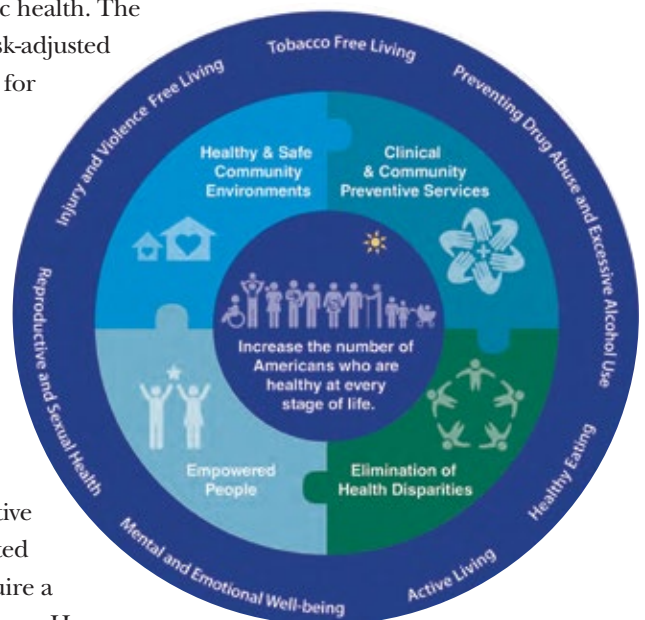 c health. The
sk-adjusted
for
Tobacco Free Living
Preventing Drug Abuse and Excessive Alcohol Use
Healthy Eating
Active Living
Mental and Emotional Well-being
Reproductive and Sexual Health
Injury and Violence Free Living
Healthy & Safe
Community
Environments
Clinical
& Community
Preventive Services
Increase the number of
Americans who are
healthy at every
stage of life.
Empowered
People
Elimination of
Health Disparities
tive
ted
uire a